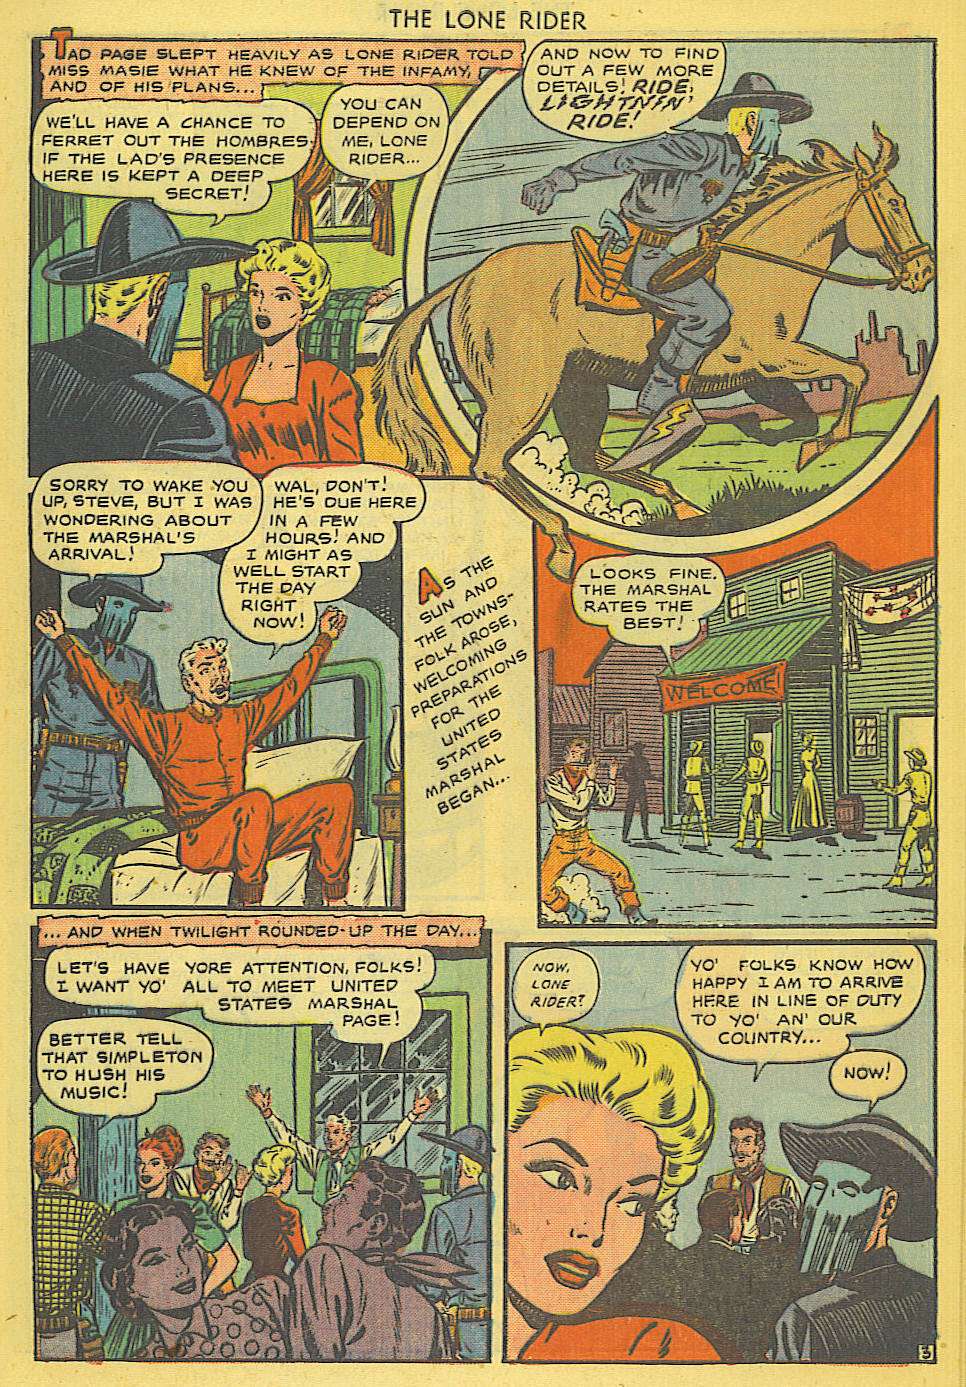 THE LONE RIDER
TAD PAGE SLEPT HEAVILY AS LONE RIDER TOLD
MISS MASIE WHAT HE KNEW OF THE INFAMY,
AND OF HIS PLANS...
WE'LL HAVE A CHANCE TO
FERRET OUT THE HOMBRES
IF THE LAD'S PRESENCE
HERE IS KEPT A DEEP
SECRET!
YOU CAN
DEPEND ON
ME, LONE
RIDER...
AND NOW TO FIND
OUT A FEW MORE
DETAILS! RIDE,
LIGHTNIN'
RIDE!
SORRY TO WAKE YOU
UP, STEVE, BUT I WAS
WONDERING ABOUT
THE MARSHAL'S
ARRIVAL!
WAL, DON'T!
HE'S DUE HERE
IN A FEW
HOURS! AND
I MIGHT AS
WELL START
THE DAY
RIGHT
NOW!
AS THE
SUN AND
THE TOWNS-
FOLK AROSE,
WELCOMING
PREPARATIONS
FOR THE
UNITED
STATES
MARSHAL
BEGAN...
LOOKS FINE.
THE MARSHAL
RATES THE
BEST!
WELCOME!
...AND WHEN TWILIGHT ROUNDED-UP THE DAY...
LET'S HAVE YORE ATTENTION, FOLKS!
I WANT YO' ALL TO MEET UNITED
STATES MARSHAL
PAGE!
BETTER TELL
THAT SIMPLETON
TO HUSH HIS
MUSIC!
NOW,
LONE
RIDER?
YO' FOLKS KNOW HOW
HAPPY I AM TO ARRIVE
HERE IN LINE OF DUTY
TO YO' AN' OUR
COUNTRY...
NOW!
3